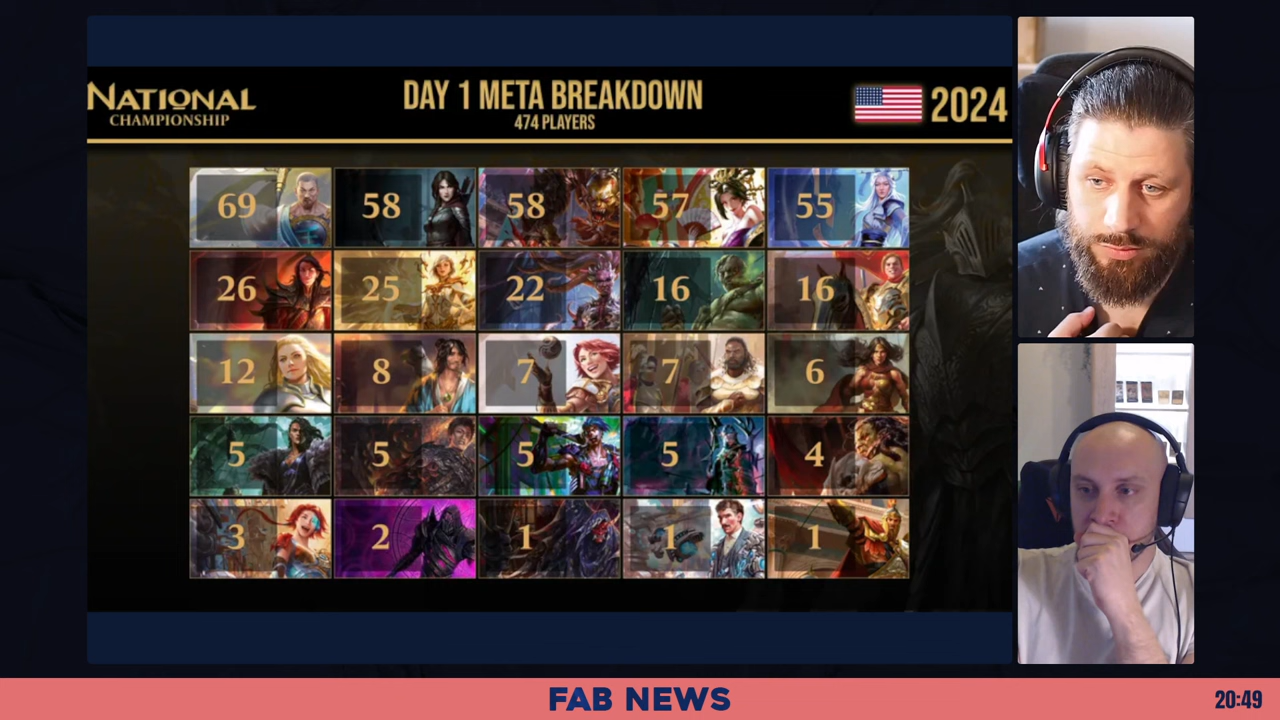 NATIONAL
CHAMPIONSHIP
DAY 1 META BREAKDOWN
474 PLAYERS
2024
69 58 58 57 55
26 25 22 16 16
12 8 7 7 6
5 5 5 5 4
3 2 1 1 1
FAB NEWS
20:49